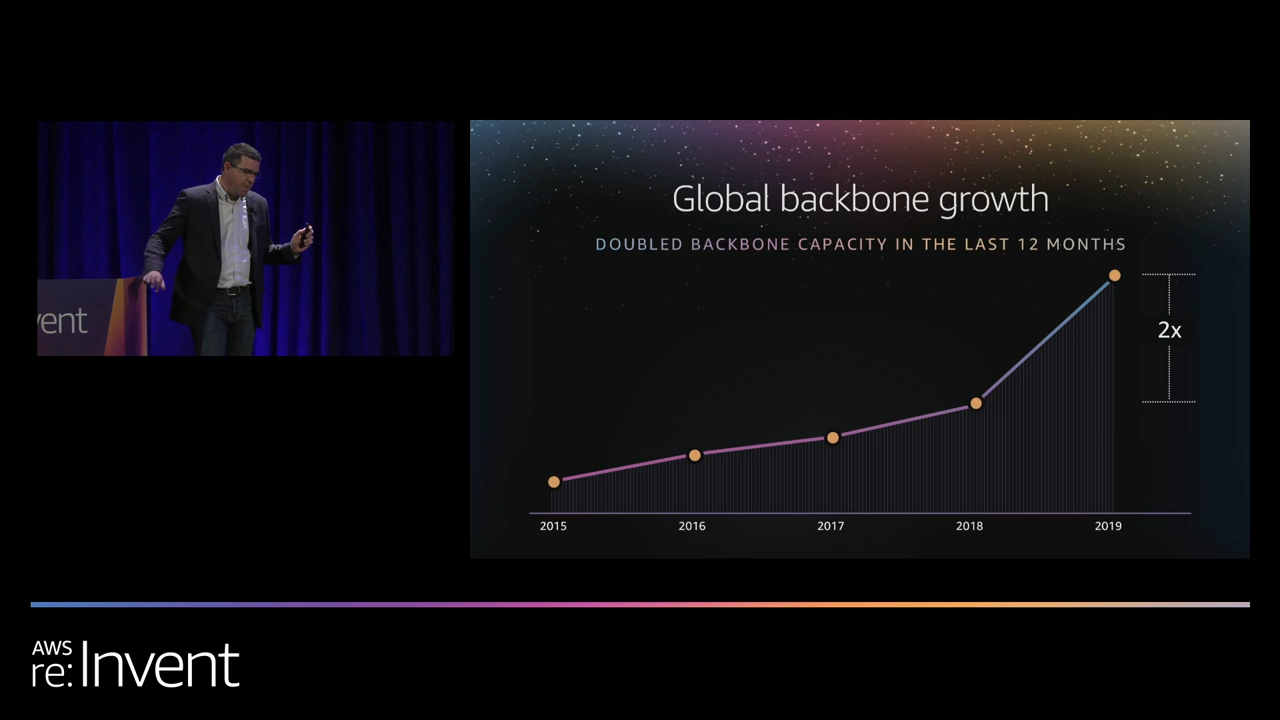 vent
Global backbone growth
DOUBLED BACKBONE CAPACITY IN THE LAST 12 MONTHS
2x
2015 2016 2017 2018 2019
AWS
re:Invent